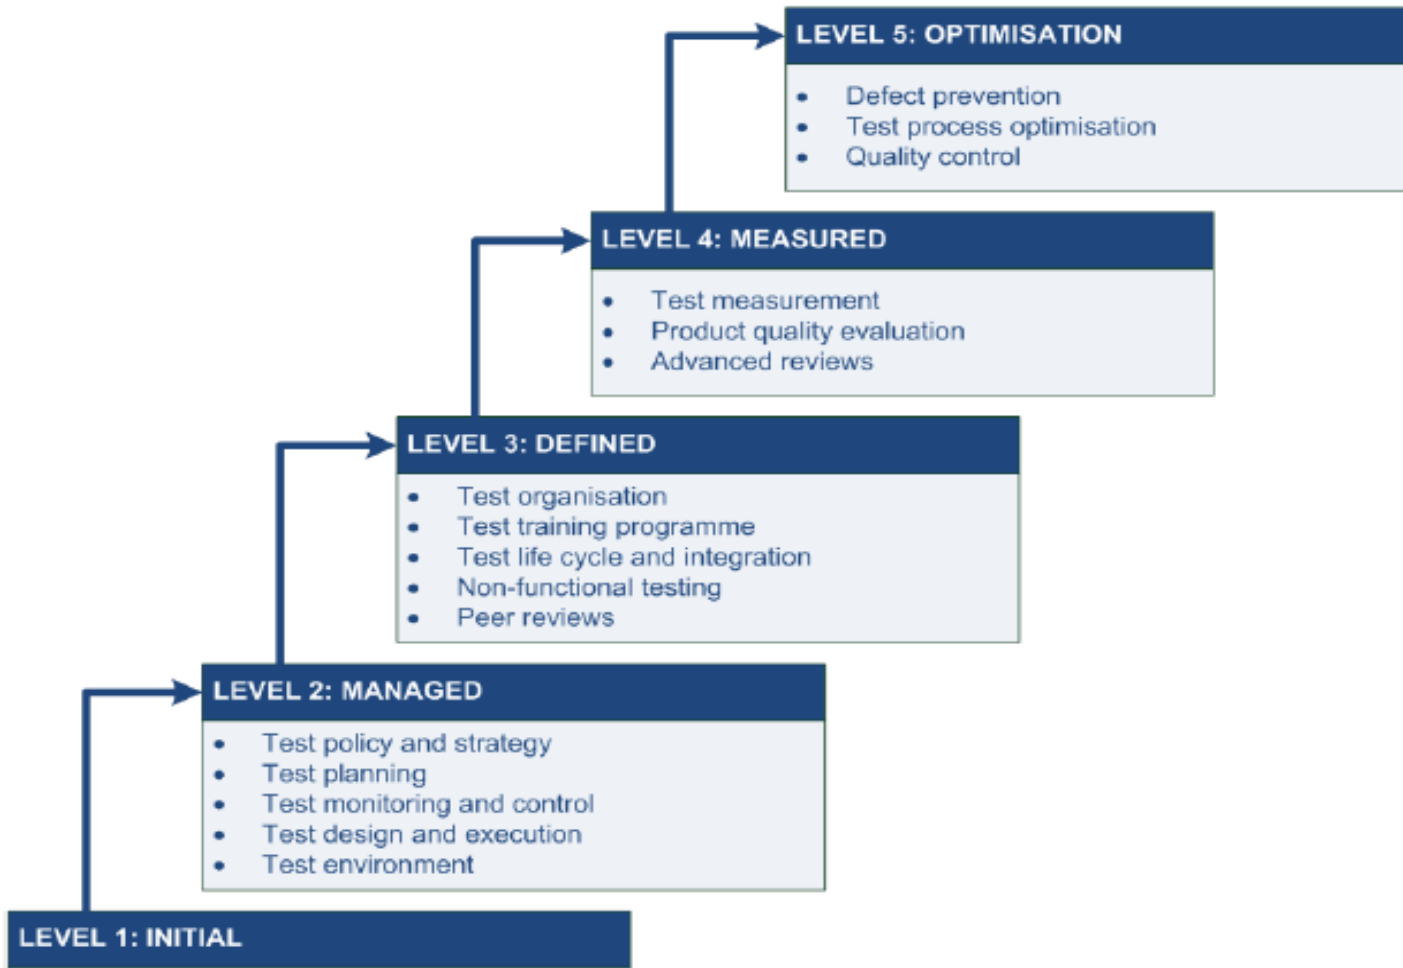 LEVEL 5: OPTIMISATION
• Defect prevention
• Test process optimisation
• Quality control
LEVEL 4: MEASURED
• Test measurement
• Product quality evaluation
• Advanced reviews
LEVEL 3: DEFINED
• Test organisation
• Test training programme
• Test life cycle and integration
• Non-functional testing
• Peer reviews
LEVEL 2: MANAGED
• Test policy and strategy
• Test planning
• Test monitoring and control
• Test design and execution
• Test environment
LEVEL 1: INITIAL